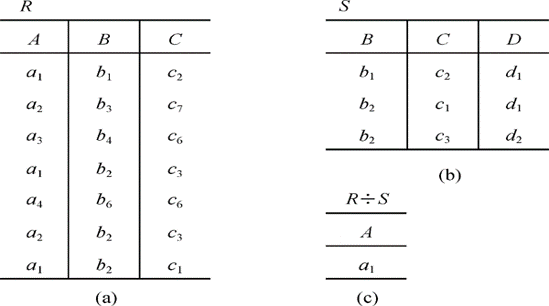 R
A B C
a₁ b₁ c₂
a₂ b₃ c₇
a₃ b₄ c₆
a₁ b₂ c₃
a₄ b₆ c₆
a₂ b₂ c₃
a₁ b₂ c₁
(a)
S
B C D
b₁ c₂ d₁
b₂ c₁ d₁
b₂ c₃ d₂
(b)
R÷S
A
a₁
(c)